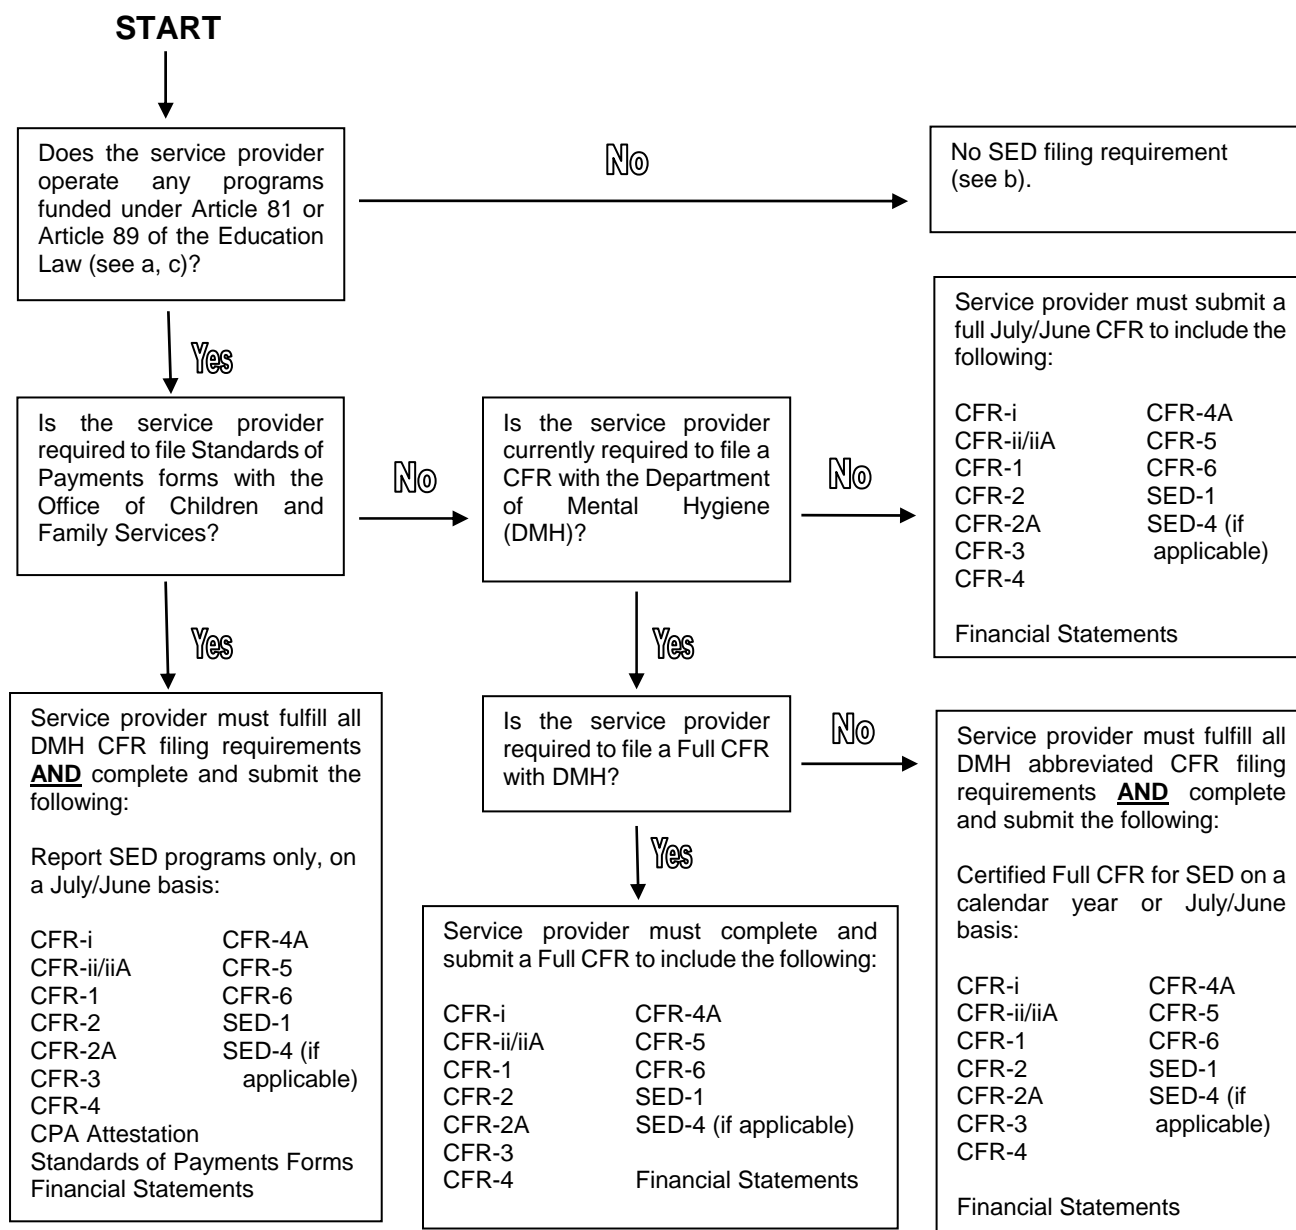 START
Does the service provider
operate any programs
funded under Article 81 or
Article 89 of the Education
Law (see a, c)?
No
No SED filing requirement
(see b).
Yes
Is the service provider
required to file Standards of
Payments forms with the
Office of Children and
Family Services?
No
Is the service provider
currently required to file a
CFR with the Department
of Mental Hygiene
(DMH)?
No
Service provider must submit a
full July/June CFR to include the
following:
CFR-i CFR-4A
CFR-ii/iiA CFR-5
CFR-1 CFR-6
CFR-2 SED-1
CFR-2A SED-4 (if
CFR-3 applicable)
CFR-4
Financial Statements
Yes
Service provider must fulfill all
DMH CFR filing requirements
AND complete and submit the
following:
Report SED programs only, on
a July/June basis:
CFR-i CFR-4A
CFR-ii/iiA CFR-5
CFR-1 CFR-6
CFR-2 SED-1
CFR-2A SED-4 (if
CFR-3 applicable)
CFR-4
CPA Attestation
Standards of Payments Forms
Financial Statements
Yes
Is the service provider
required to file a Full CFR
with DMH?
No
Yes
Service provider must complete and
submit a Full CFR to include the following:
CFR-i CFR-4A
CFR-ii/iiA CFR-5
CFR-1 CFR-6
CFR-2 SED-1
CFR-2A SED-4 (if applicable)
CFR-3
CFR-4 Financial Statements
Service provider must fulfill all
DMH abbreviated CFR filing
requirements AND complete
and submit the following:
Certified Full CFR for SED on a
calendar year or July/June
basis:
CFR-i CFR-4A
CFR-ii/iiA CFR-5
CFR-1 CFR-6
CFR-2 SED-1
CFR-2A SED-4 (if
CFR-3 applicable)
CFR-4
Financial Statements